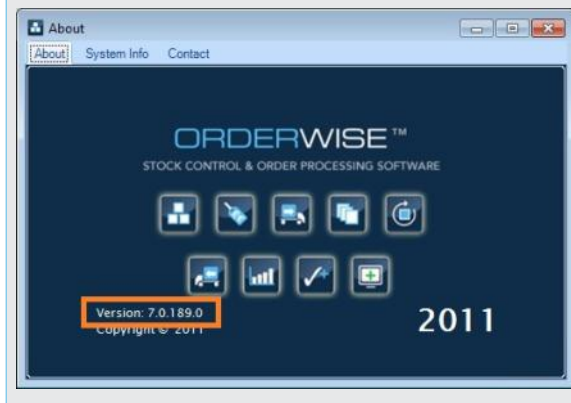 About
About System Info Contact
ORDERWISE™
STOCK CONTROL & ORDER PROCESSING SOFTWARE
Version: 7.0.189.0
Copyright © 2011
2011